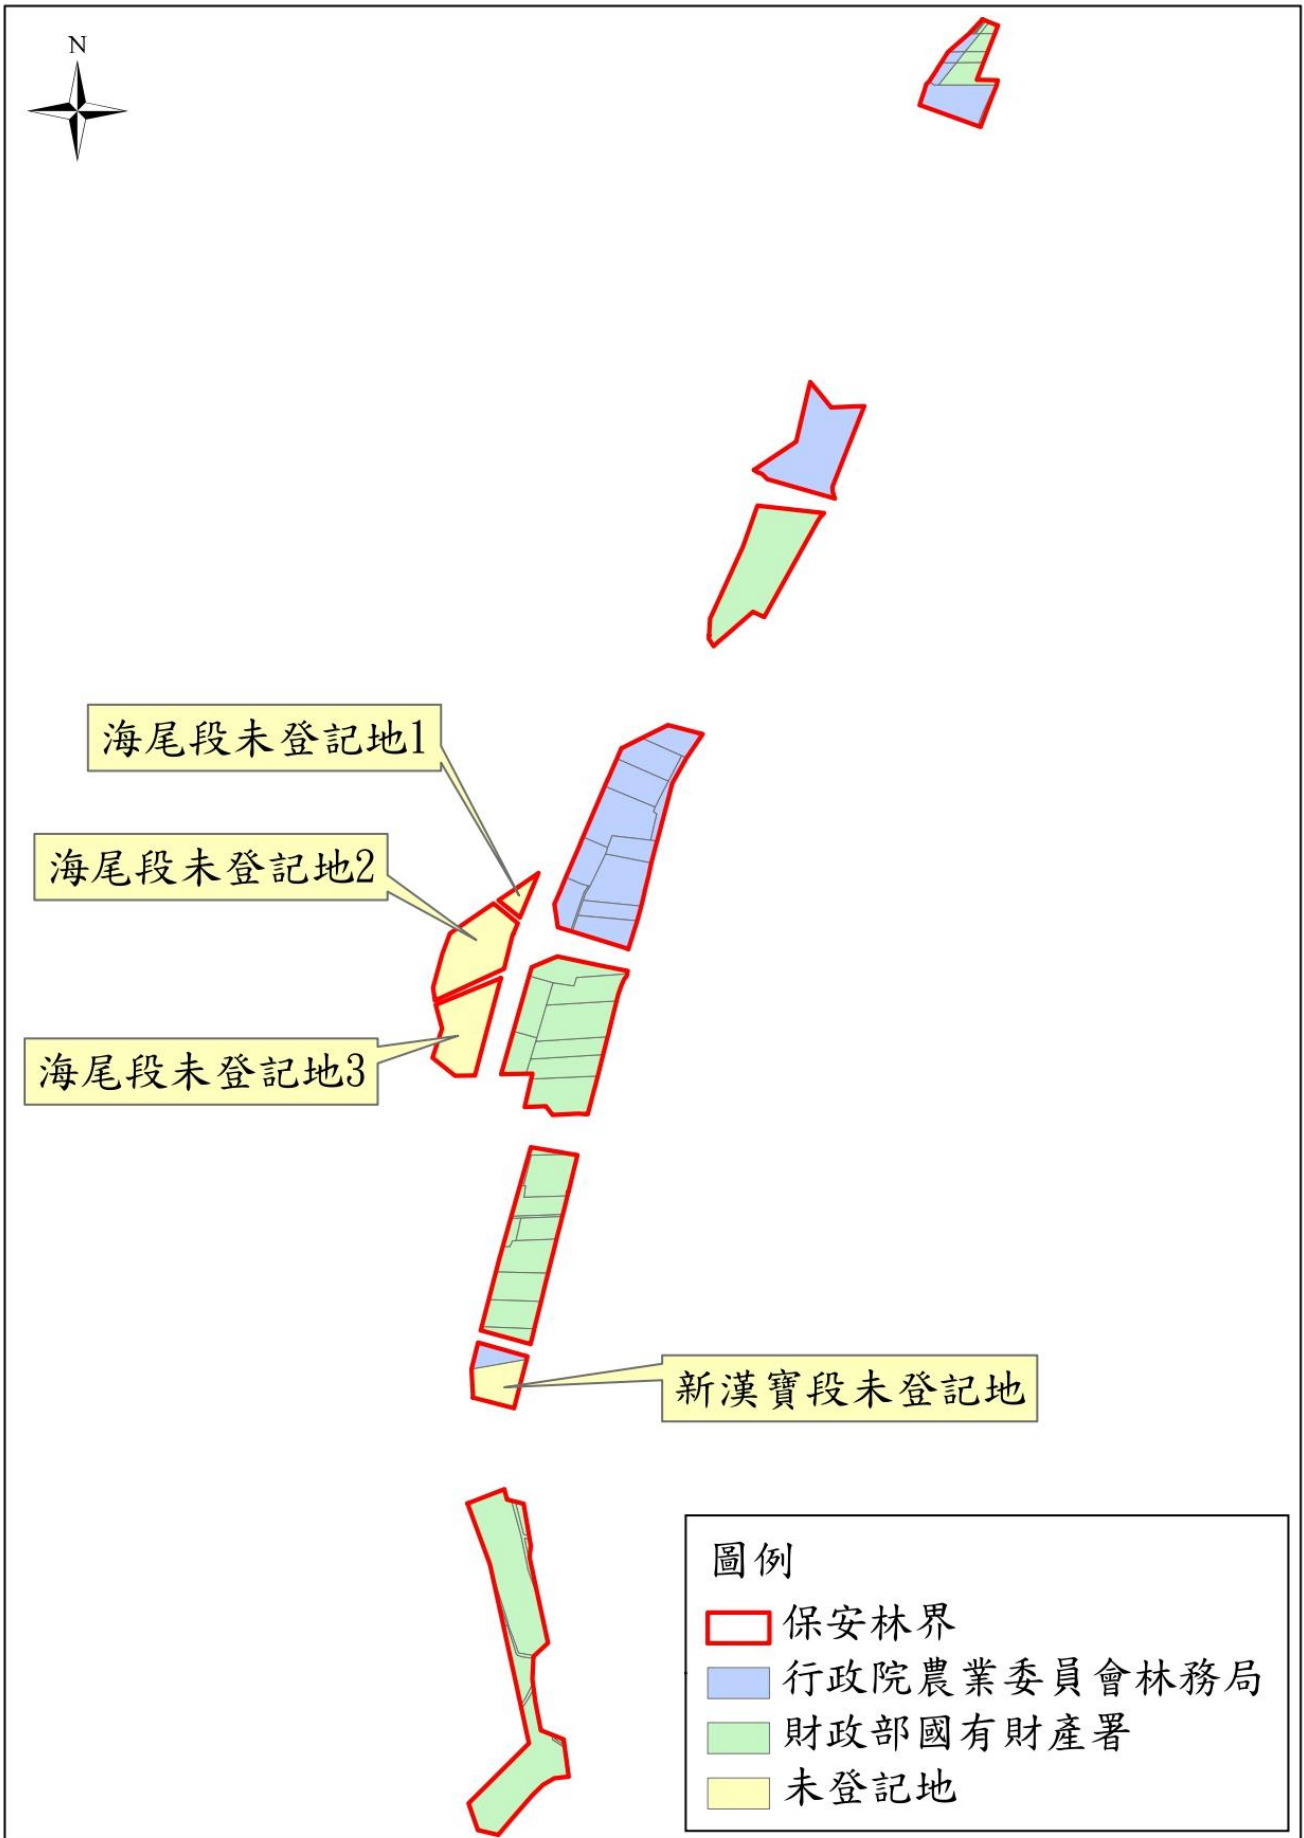 N
海尾段未登記地1
海尾段未登記地2
海尾段未登記地3
新漢寶段未登記地
圖例
保安林界
行政院農業委員會林務局
財政部國有財產署
未登記地